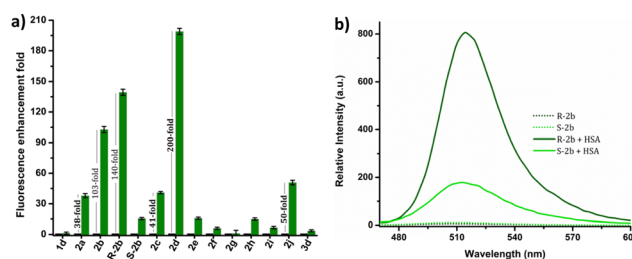 a)
Fluorescence enhancement fold
210
180
150
120
90
60
30
0
38-fold
103-fold
140-fold
41-fold
200-fold
50-fold
1d
2a
2b
R-2b
S-2b
2c
2d
2e
2f
2g
2h
2i
2j
3d
b)
Relative Intensity (a.u.)
800
600
400
200
0
R-2b
S-2b
R-2b + HSA
S-2b + HSA
480
510
540
570
600
Wavelength (nm)